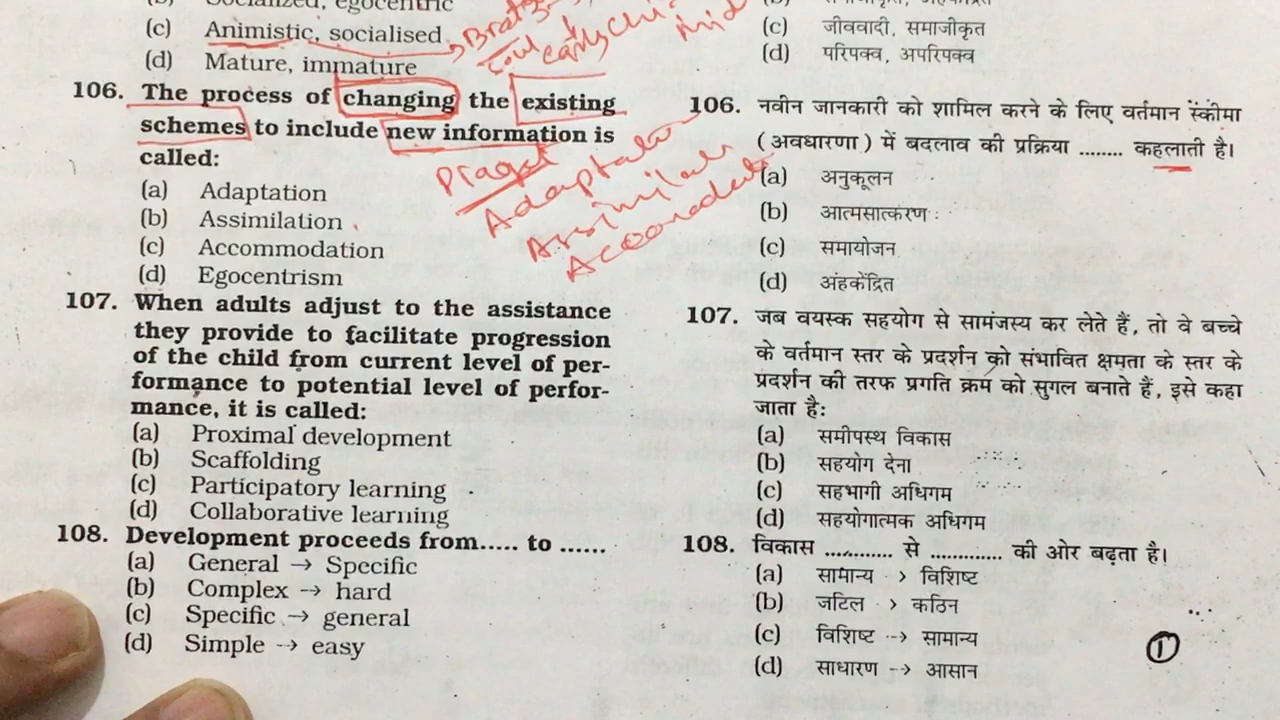 (c) Animistic, socialised
(d) Mature, immature
106. The process of changing the existing
schemes to include new information is
called:
(a) Adaptation
(b) Assimilation
(c) Accommodation
(d) Egocentrism
107. When adults adjust to the assistance
they provide to facilitate progression
of the child from current level of per-
formance to potential level of perfor-
mance, it is called:
(a) Proximal development
(b) Scaffolding
(c) Participatory learning
(d) Collaborative learning
108. Development proceeds from..... to ......
(a) General → Specific
(b) Complex → hard
(c) Specific → general
(d) Simple → easy
(c) जीववादी, समाजीकृत
(d) परिपक्व, अपरिपक्व
106. नवीन जानकारी को शामिल करने के लिए वर्तमान स्कीमा
(अवधारणा) में बदलाव की प्रक्रिया ........ कहलाती है।
(a) अनुकूलन
(b) आत्मसात्करण
(c) समायोजन
(d) अहंकेंद्रित
107. जब वयस्क सहयोग से सामंजस्य कर लेते हैं, तो वे बच्चे
के वर्तमान स्तर के प्रदर्शन को संभावित क्षमता के स्तर के
प्रदर्शन की तरफ प्रगति क्रम को सुगल बनाते हैं, इसे कहा
जाता है:
(a) समीपस्थ विकास
(b) सहयोग देना
(c) सहभागी अधिगम
(d) सहयोगात्मक अधिगम
108. विकास ............ से ............ की ओर बढ़ता है।
(a) सामान्य > विशिष्ट
(b) जटिल > कठिन
(c) विशिष्ट → सामान्य
(d) साधारण → आसान
1